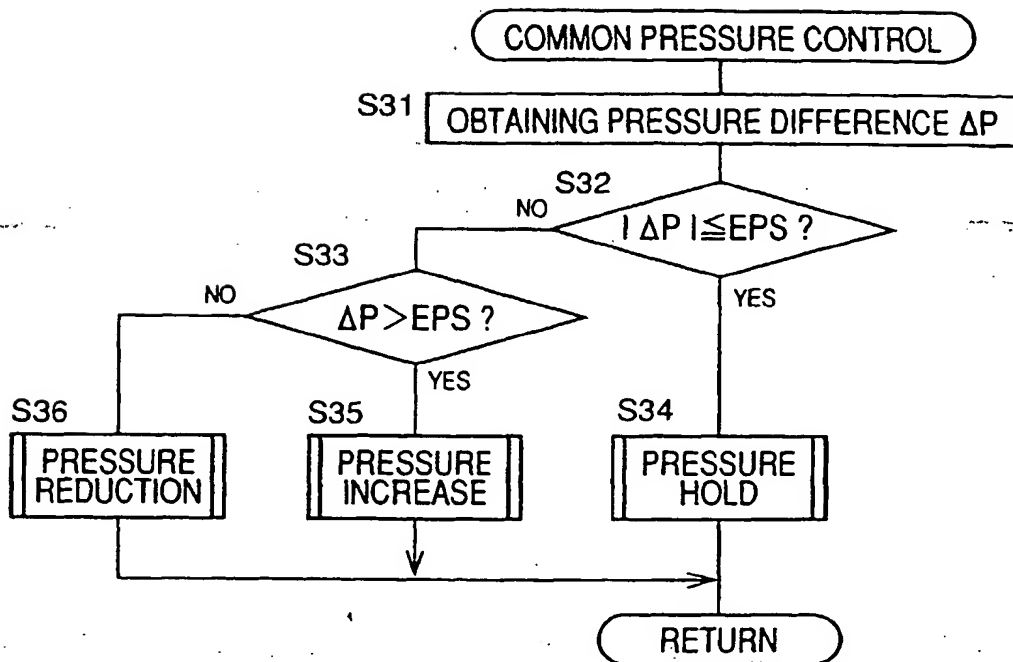 COMMON PRESSURE CONTROL
S31
OBTAINING PRESSURE DIFFERENCE ΔP
S32
NO
| ΔP |≦EPS ?
YES
S33
NO
ΔP>EPS ?
YES
S36
PRESSURE
REDUCTION
S35
PRESSURE
INCREASE
S34
PRESSURE
HOLD
RETURN